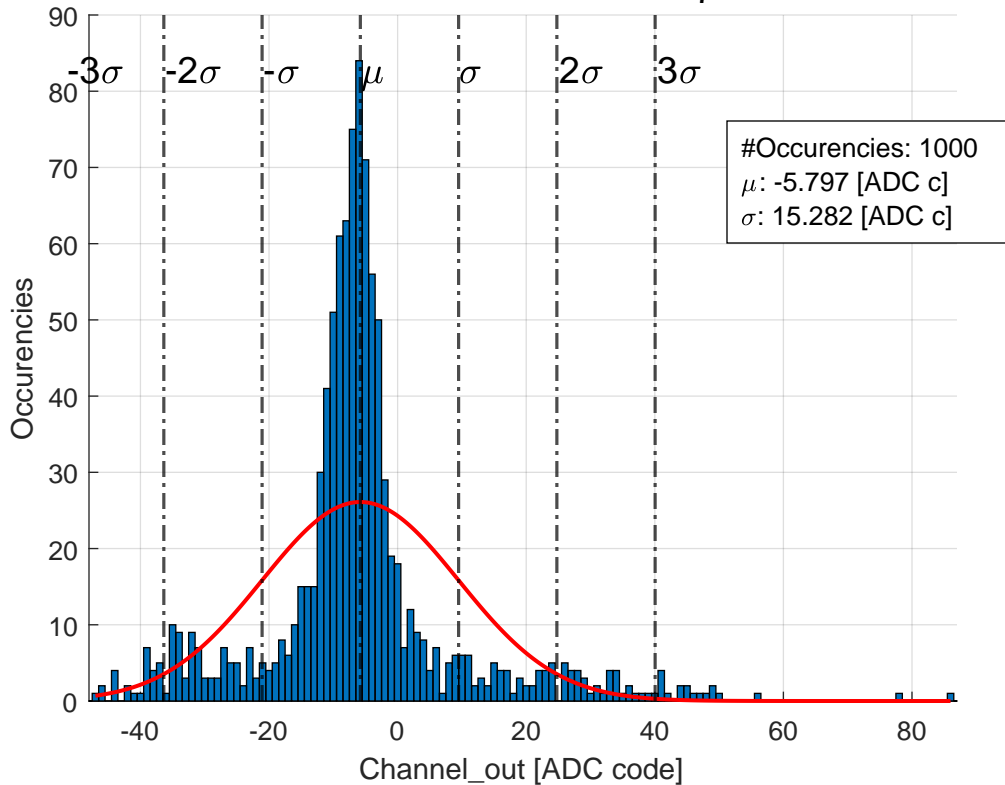 -3σ -2σ -σ μ σ 2σ 3σ
#Occurencies: 1000
μ: -5.797 [ADC c]
σ: 15.282 [ADC c]
90
80
70
60
50
40
30
20
10
0
Occurencies
-40 -20 0 20 40 60 80
Channel_out [ADC code]